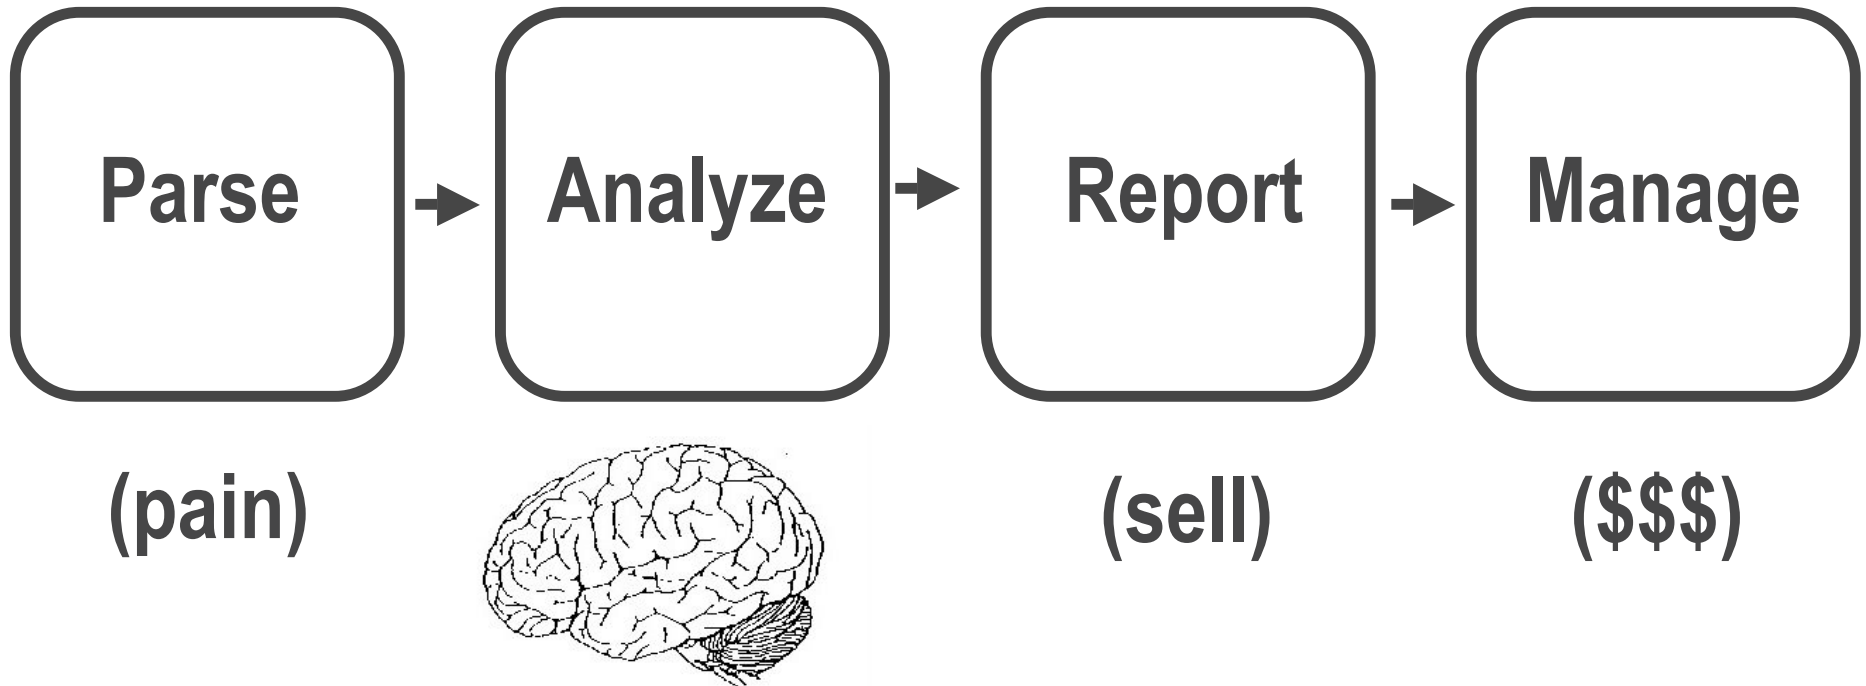 Parse
Analyze
Report
Manage
(pain)
(sell)
($$$)